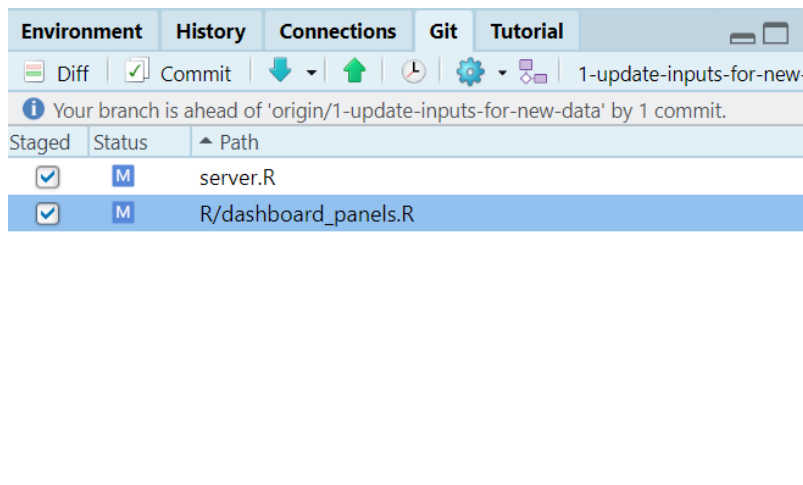 Environment History Connections Git Tutorial
Diff Commit 1-update-inputs-for-new-
Your branch is ahead of 'origin/1-update-inputs-for-new-data' by 1 commit.
Staged Status Path
M server.R
M R/dashboard_panels.R